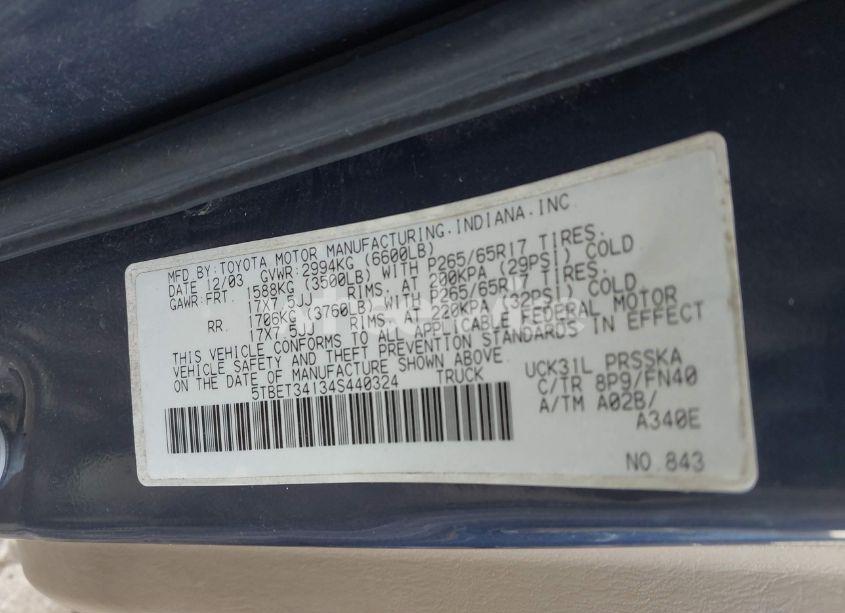 MFD.BY:TOYOTA MOTOR MANUFACTURING.INDIANA.INC
DATE 12/03 GVWR:2994KG (6600LB)
GAWR:FRT. 1588KG (3500LB) WITH P265/65R17 TIRES.
17X7.5JJ RIMS. AT 200KPA (29PSI) COLD
RR. 1706KG (3760LB) WITH P265/65R17 TIRES.
17X7.5JJ RIMS. AT 220KPA (32PSI) COLD
THIS VEHICLE CONFORMS TO ALL APPLICABLE FEDERAL MOTOR
VEHICLE SAFETY AND THEFT PREVENTION STANDARDS IN EFFECT
ON THE DATE OF MANUFACTURE SHOWN ABOVE.
5TBET34134S440324 TRUCK
UCK31L PRSSKA
C/TR 8P9/FN40
A/TM A02B/
A340E
NO.843